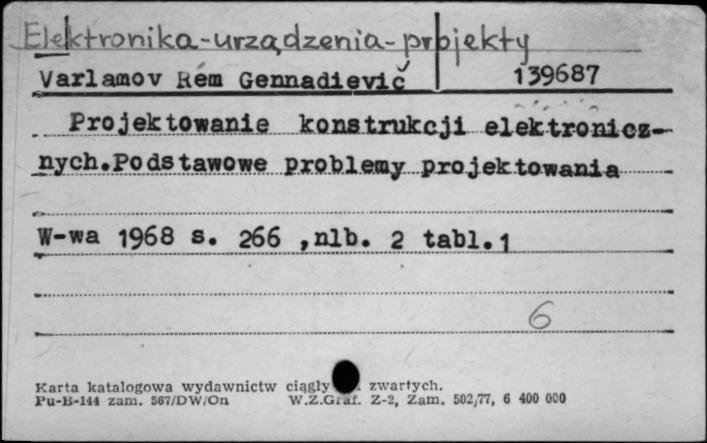 Elektronika-urządzenia-projekty
Varlamov Rém Gennadievič 139687
Projektowanie konstrukcji elektronicz-
nych.Podstawowe problemy projektowania
W-wa 1968 s. 266 ,nlb. 2 tabl.1
6
Karta katalogowa wydawnictw ciągły zwartych.
Pu-B-144 zam. 567/DW/On W.Z.Graf. Z-2, Zam. 502/77, 6 400 000